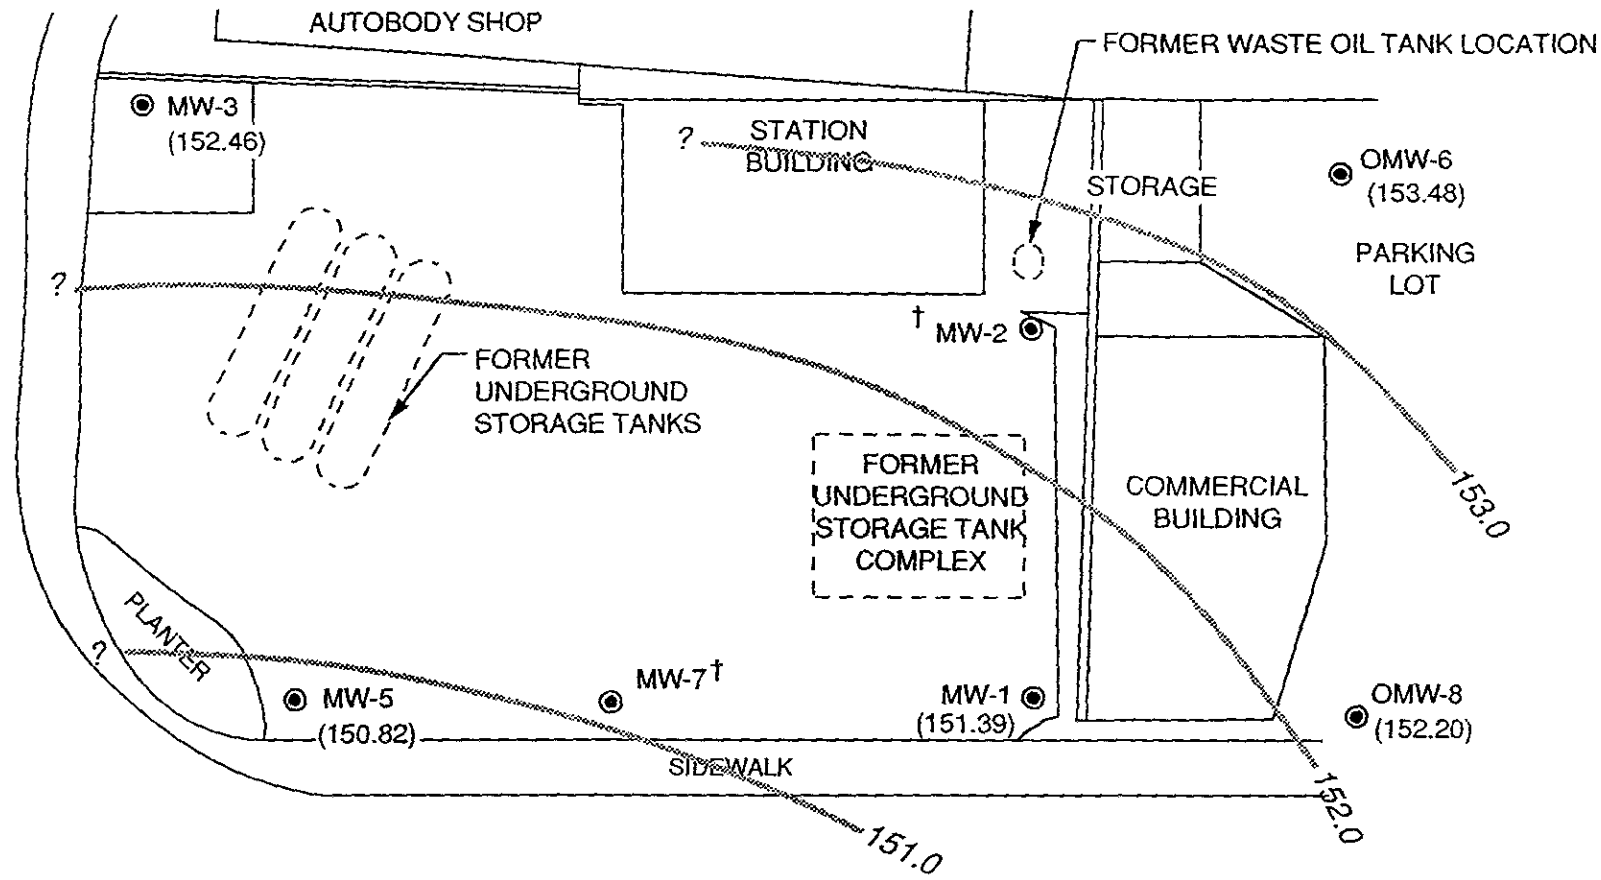 AUTOBODY SHOP
FORMER WASTE OIL TANK LOCATION
MW-3
(152.46)
?
STATION
BUILDING
STORAGE
OMW-6
(153.48)
PARKING
LOT
?
† MW-2
FORMER
UNDERGROUND
STORAGE TANKS
FORMER
UNDERGROUND
STORAGE TANK
COMPLEX
COMMERCIAL
BUILDING
153.0
PLANTER
?
MW-5
(150.82)
MW-7†
MW-1
(151.39)
OMW-8
(152.20)
SIDEWALK
152.0
151.0